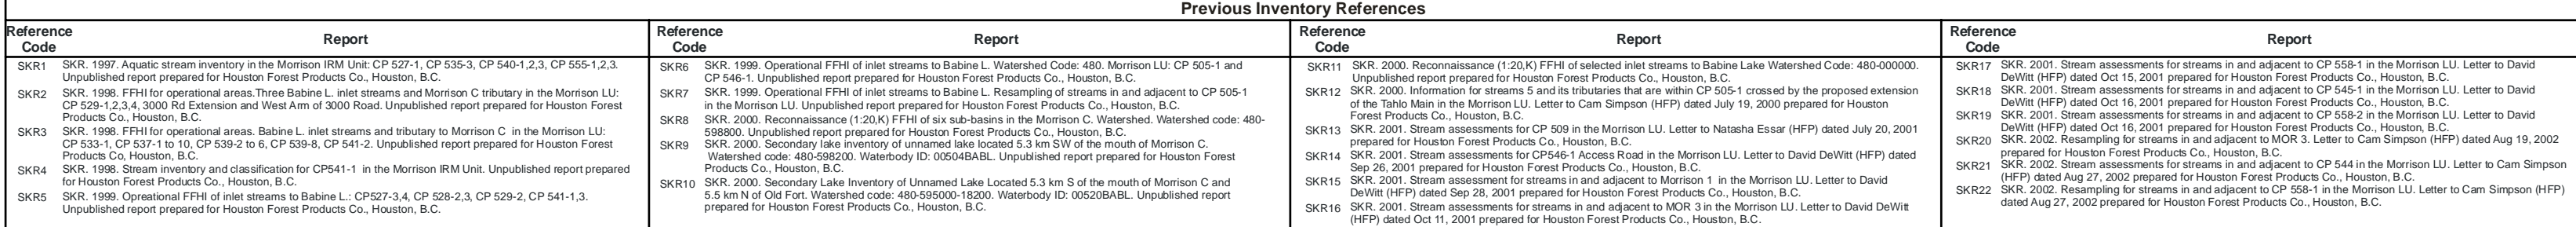 Previous Inventory References
Reference
Code
Report
SKR1 SKR. 1997. Aquatic stream inventory in the Morrison IRM Unit: CP 527-1, CP 535-3, CP 540-1,2,3, CP 555-1,2,3.
Unpublished report prepared for Houston Forest Products Co., Houston, B.C.
SKR2 SKR. 1998. FFHI for operational areas.Three Babine L. inlet streams and Morrison C tributary in the Morrison LU:
CP 529-1,2,3,4, 3000 Rd Extension and West Arm of 3000 Road. Unpublished report prepared for Houston Forest
Products Co., Houston, B.C.
SKR3 SKR. 1998. FFHI for operational areas. Babine L. inlet streams and tributary to Morrison C in the Morrison LU:
CP 533-1, CP 537-1 to 10, CP 539-2 to 6, CP 539-8, CP 541-2. Unpublished report prepared for Houston Forest
Products Co, Houston, B.C.
SKR4 SKR. 1998. Stream inventory and classification for CP541-1 in the Morrison IRM Unit. Unpublished report prepared
for Houston Forest Products Co., Houston, B.C.
SKR5 SKR. 1999. Opreational FFHI of inlet streams to Babine L.: CP527-3,4, CP 528-2,3, CP 529-2, CP 541-1,3.
Unpublished report prepared for Houston Forest Products Co., Houston, B.C.
Reference
Code
Report
SKR6 SKR. 1999. Operational FFHI of inlet streams to Babine L. Watershed Code: 480. Morrison LU: CP 505-1 and
CP 546-1. Unpublished report prepared for Houston Forest Products Co., Houston, B.C.
SKR7 SKR. 1999. Operational FFHI of inlet streams to Babine L. Resampling of streams in and adjacent to CP 505-1
in the Morrison LU. Unpublished report prepared for Houston Forest Products Co., Houston, B.C.
SKR8 SKR. 2000. Reconnaissance (1:20,K) FFHI of six sub-basins in the Morrison C. Watershed. Watershed code: 480-
598800. Unpublished report prepared for Houston Forest Products Co., Houston, B.C.
SKR9 SKR. 2000. Secondary lake inventory of unnamed lake located 5.3 km SW of the mouth of Morrison C.
Watershed code: 480-598200. Waterbody ID: 00504BABL. Unpublished report prepared for Houston Forest
Products Co., Houston, B.C.
SKR10 SKR. 2000. Secondary Lake Inventory of Unnamed Lake Located 5.3 km S of the mouth of Morrison C and
5.5 km N of Old Fort. Watershed code: 480-595000-18200. Waterbody ID: 00520BABL. Unpublished report
prepared for Houston Forest Products Co., Houston, B.C.
Reference
Code
Report
SKR11 SKR. 2000. Reconnaissance (1:20,K) FFHI of selected inlet streams to Babine Lake Watershed Code: 480-000000.
Unpublished report prepared for Houston Forest Products Co., Houston, B.C.
SKR12 SKR. 2000. Information for streams 5 and its tributaries that are within CP 505-1 crossed by the proposed extension
of the Tahlo Main in the Morrison LU. Letter to Cam Simpson (HFP) dated July 19, 2000 prepared for Houston
Forest Products Co., Houston, B.C.
SKR13 SKR. 2001. Stream assessments for CP 509 in the Morrison LU. Letter to Natasha Essar (HFP) dated July 20, 2001
prepared for Houston Forest Products Co., Houston, B.C.
SKR14 SKR. 2001. Stream assessments for CP546-1 Access Road in the Morrison LU. Letter to David DeWitt (HFP) dated
Sep 26, 2001 prepared for Houston Forest Products Co., Houston, B.C.
SKR15 SKR. 2001. Stream assessment for streams in and adjacent to Morrison 1 in the Morrison LU. Letter to David
DeWitt (HFP) dated Sep 28, 2001 prepared for Houston Forest Products Co., Houston, B.C.
SKR16 SKR. 2001. Stream assessments for streams in and adjacent to MOR 3 in the Morrison LU. Letter to David DeWitt
(HFP) dated Oct 11, 2001 prepared for Houston Forest Products Co., Houston, B.C.
Reference
Code
Report
SKR17 SKR. 2001. Stream assessments for streams in and adjacent to CP 558-1 in the Morrison LU. Letter to David
DeWitt (HFP) dated Oct 15, 2001 prepared for Houston Forest Products Co., Houston, B.C.
SKR18 SKR. 2001. Stream assessments for streams in and adjacent to CP 545-1 in the Morrison LU. Letter to David
DeWitt (HFP) dated Oct 16, 2001 prepared for Houston Forest Products Co., Houston, B.C.
SKR19 SKR. 2001. Stream assessments for streams in and adjacent to CP 558-2 in the Morrison LU. Letter to David
DeWitt (HFP) dated Oct 16, 2001 prepared for Houston Forest Products Co., Houston, B.C.
SKR20 SKR. 2002. Resampling for streams in and adjacent to MOR 3. Letter to Cam Simpson (HFP) dated Aug 19, 2002
prepared for Houston Forest Products Co., Houston, B.C.
SKR21 SKR. 2002. Stream assessments for streams in and adjacent to CP 544 in the Morrison LU. Letter to Cam Simpson
(HFP) dated Aug 27, 2002 prepared for Houston Forest Products Co., Houston, B.C.
SKR22 SKR. 2002. Resampling for streams in and adjacent to CP 558-1 in the Morrison LU. Letter to Cam Simpson (HFP)
dated Aug 27, 2002 prepared for Houston Forest Products Co., Houston, B.C.